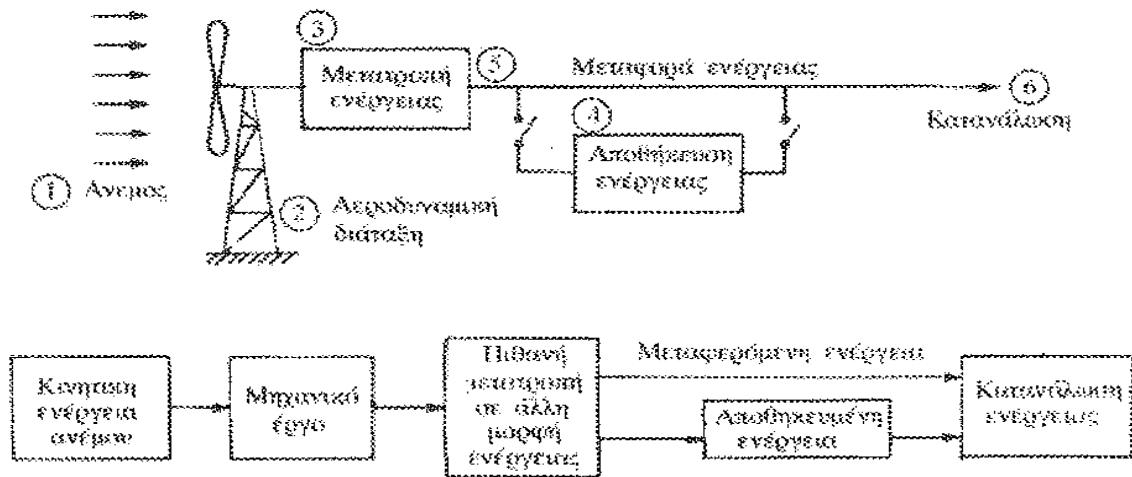 3
Μετατροπή
ενέργειας
5
Μεταφορά ενέργειας
6
Κατανάλωση
4
Αποθήκευση
ενέργειας
1 Άνεμος
2 Αεροδυναμική
διάταξη
Κινητικη
ενέργεια
ανέμου
Μηχανικό
έργο
Πιθανή
μετατροπή
σε άλλη
μορφή
ενέργειας
Μεταφερόμενη ενέργεια
Αποθηκευμένη
ενέργεια
Κατανάλωση
ενέργειας